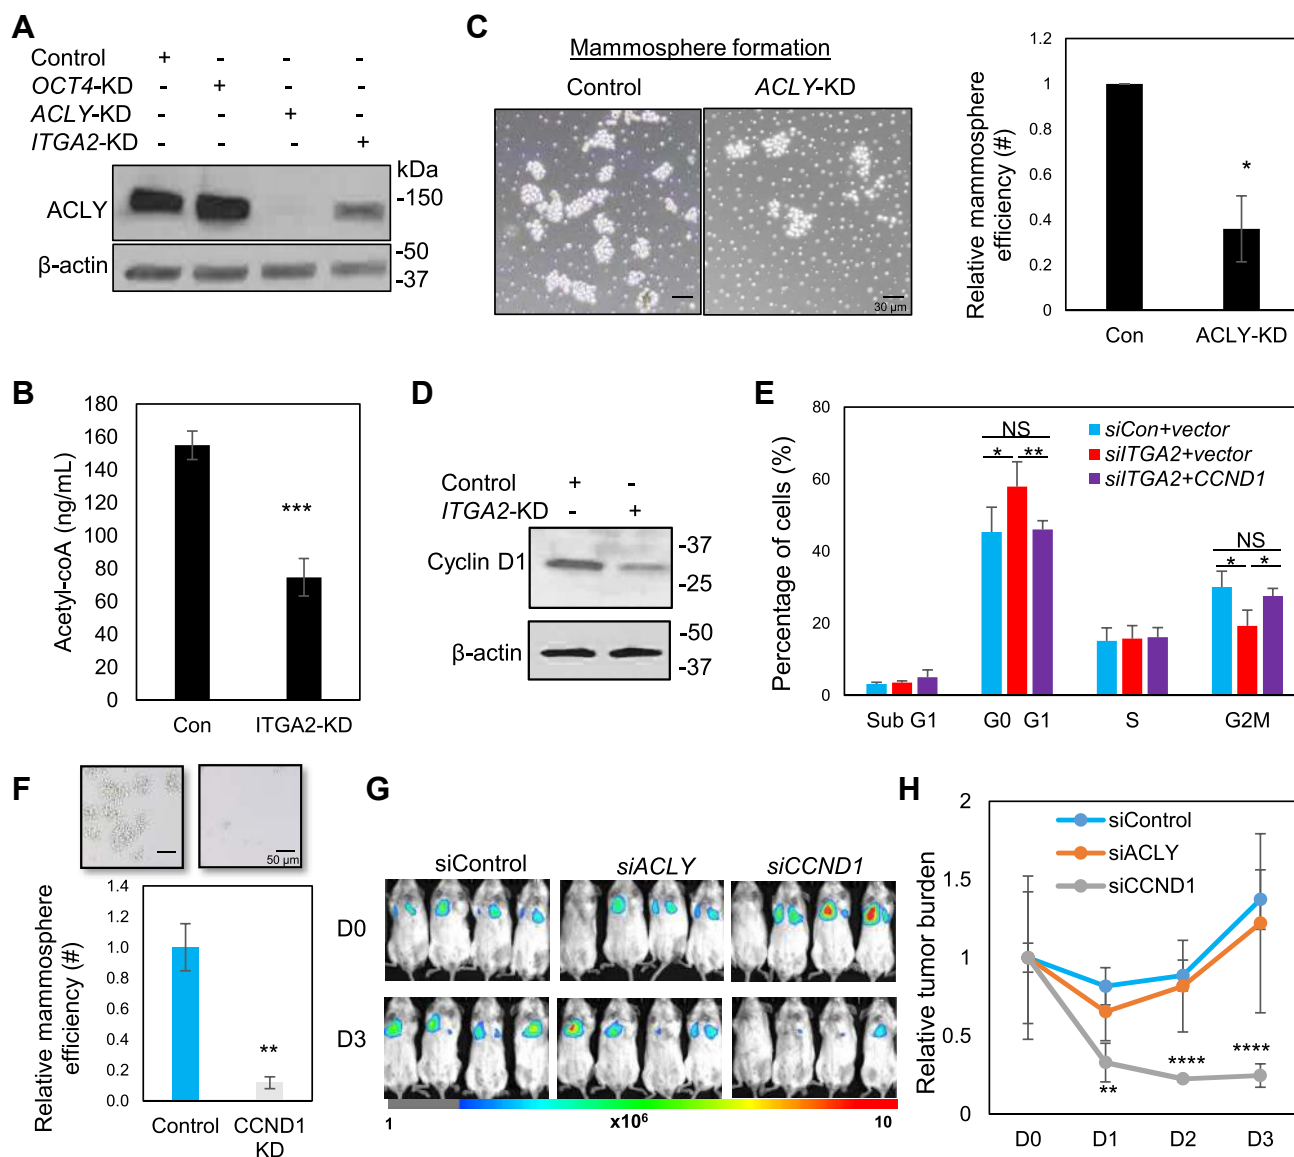 A
Control + - - -
OCT4-KD - + - -
ACLY-KD - - + -
ITGA2-KD - - - +
kDa
ACLY
-150
β-actin
-50
-37
C
Mammosphere formation
Control
ACLY-KD
30 µm
Relative mammosphere
efficiency (#)
1.2
1
0.8
0.6
0.4
0.2
0
*
Con
ACLY-KD
B
Acetyl-coA (ng/mL)
180
160
140
120
100
80
60
40
20
0
***
Con
ITGA2-KD
D
Control + -
ITGA2-KD - +
Cyclin D1
-37
-25
β-actin
-50
-37
E
Percentage of cells (%)
80
60
40
20
0
NS
* **
siCon+vector
siITGA2+vector
siITGA2+CCND1
NS
* *
Sub G1
G0 G1
S
G2M
F
50 µm
Relative mammosphere
efficiency (#)
1.4
1.2
1.0
0.8
0.6
0.4
0.2
0.0
**
Control
CCND1
KD
G
siControl
siACLY
siCCND1
D0
D3
1
x10⁶
10
H
Relative tumor burden
2
1.5
1
0.5
0
siControl
siACLY
siCCND1
**
****
****
D0
D1
D2
D3